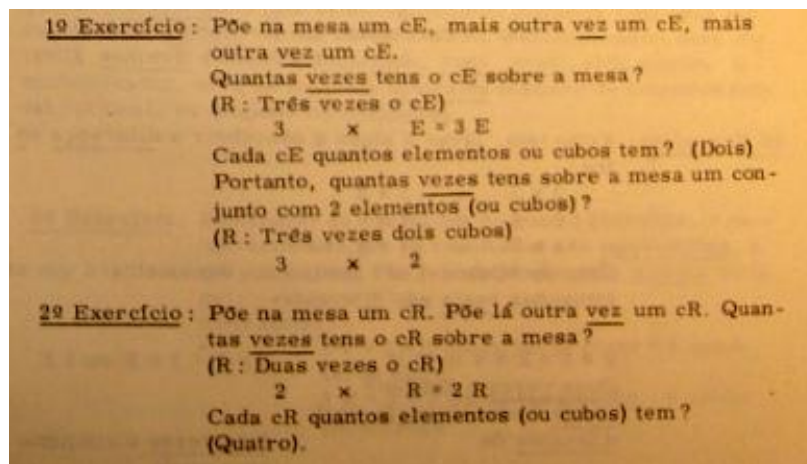 1º Exercício: Põe na mesa um cE, mais outra vez um cE, mais
outra vez um cE.
Quantas vezes tens o cE sobre a mesa?
(R: Três vezes o cE)
3 x E = 3 E
Cada cE quantos elementos ou cubos tem? (Dois)
Portanto, quantas vezes tens sobre a mesa um con-
junto com 2 elementos (ou cubos)?
(R: Três vezes dois cubos)
3 x 2
2º Exercício: Põe na mesa um cR. Põe lá outra vez um cR. Quan-
tas vezes tens o cR sobre a mesa?
(R: Duas vezes o cR)
2 x R = 2 R
Cada cR quantos elementos (ou cubos) tem?
(Quatro).